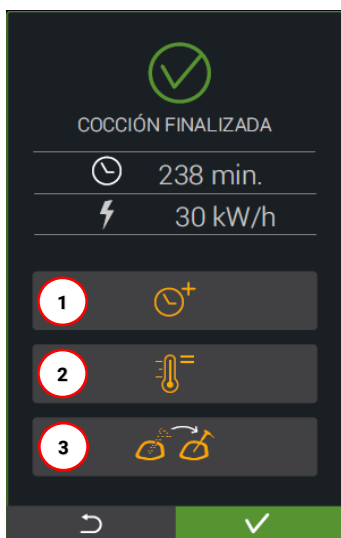 COCCIÓN FINALIZADA
238 min.
30 kW/h
1
2
3